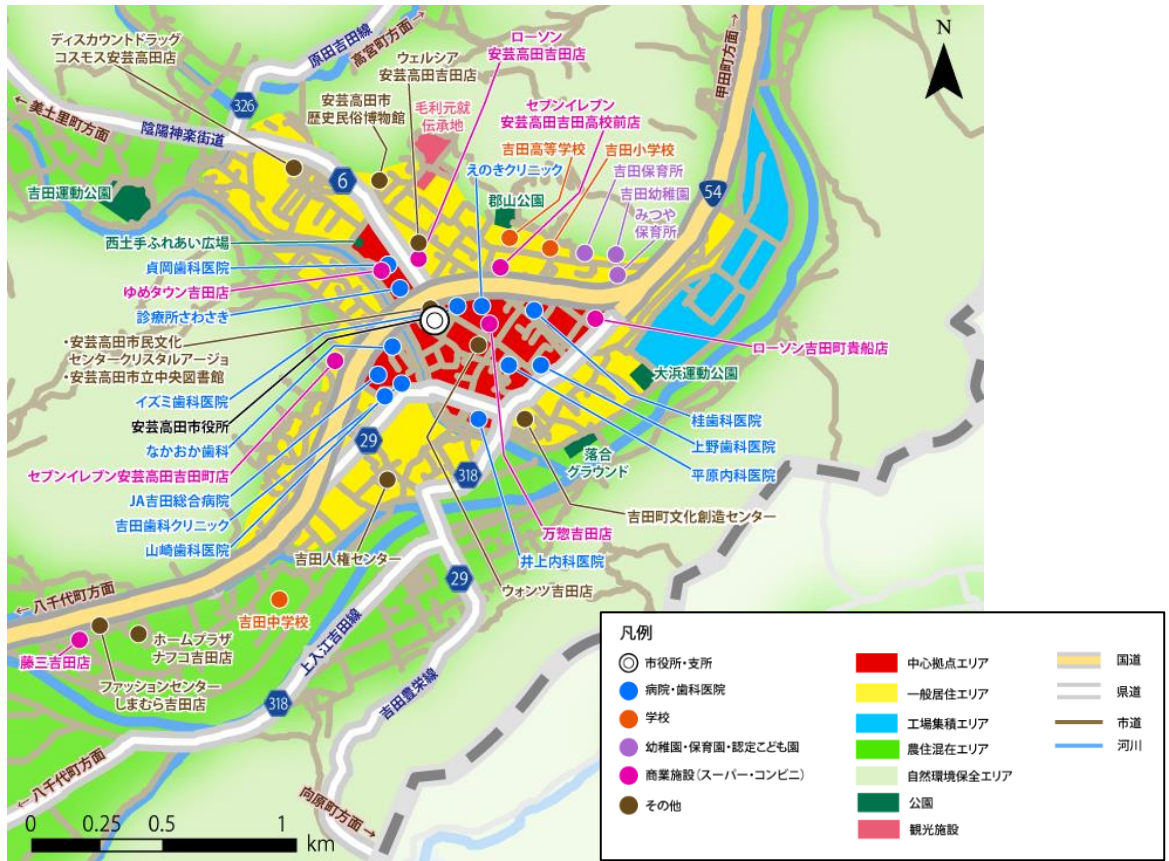 ディスカウントドラッグ
コスモス安芸高田店
原田吉田線
高宮町方面→
ウェルシア
安芸高田吉田店
ローソン
安芸高田吉田店
甲田町方面→
N
←美土里町方面
326
陰陽神楽街道
安芸高田市
歴史民俗博物館
毛利元就
伝承地
セブンイレブン
安芸高田吉田高校前店
吉田高等学校
吉田小学校
えのきクリニック
吉田保育所
吉田幼稚園
みつや
保育所
6
54
吉田運動公園
郡山公園
西土手ふれあい広場
貞岡歯科医院
ゆめタウン吉田店
診療所さわさき
・安芸高田市民文化
センタークリスタルアージョ
・安芸高田市立中央図書館
イズミ歯科医院
安芸高田市役所
なかおか歯科
セブンイレブン安芸高田吉田町店
JA吉田総合病院
吉田歯科クリニック
山崎歯科医院
ローソン吉田町貴船店
大浜運動公園
桂歯科医院
上野歯科医院
平原内科医院
29
318
落合
グラウンド
吉田町文化創造センター
万惣吉田店
井上内科医院
吉田人権センター
ウォンツ吉田店
29
←八千代町方面
吉田中学校
藤三吉田店
ホームプラザ
ナフコ吉田店
ファッションセンター
しまむら吉田店
上入江吉田線
吉田豊栄線
318
←八千代町方面
向原町方面→
0 0.25 0.5 1
km
凡例
市役所・支所
病院・歯科医院
学校
幼稚園・保育園・認定こども園
商業施設(スーパー・コンビニ)
その他
中心拠点エリア
一般居住エリア
工場集積エリア
農住混在エリア
自然環境保全エリア
公園
観光施設
国道
県道
市道
河川